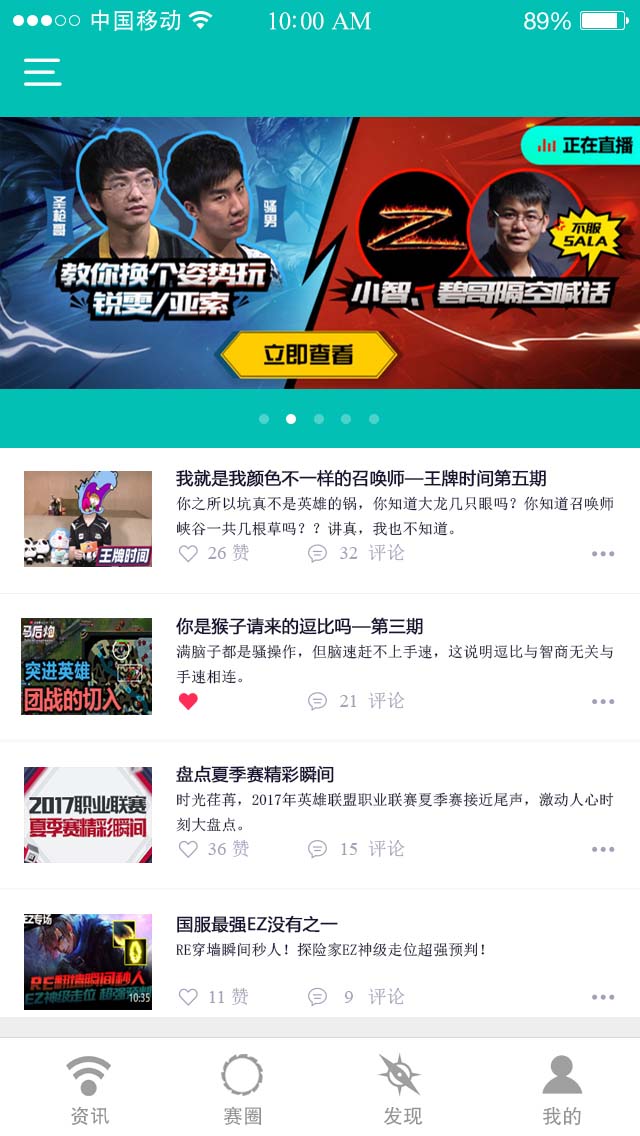 中国移动 10:00 AM 89%
正在直播
圣枪哥
骚男
不服
SALA
教你换个姿势玩
锐雯/亚索
小智、碧哥隔空喊话
立即查看
我就是我颜色不一样的召唤师—王牌时间第五期
你之所以坑真不是英雄的锅，你知道大龙几只眼吗？你知道召唤师
峡谷一共几根草吗？？讲真，我也不知道。
王牌时间
26 赞 32 评论
你是猴子请来的逗比吗—第三期
马后炮
满脑子都是骚操作，但脑速赶不上手速，这说明逗比与智商无关与
手速相连。
突进英雄
团战的切入
21 评论
盘点夏季赛精彩瞬间
2017职业联赛
夏季赛精彩瞬间
时光荏苒，2017年英雄联盟职业联赛夏季赛接近尾声，激动人心时
刻大盘点。
36 赞 15 评论
国服最强EZ没有之一
EZ专场
RE穿墙瞬间秒人！探险家EZ神级走位超强预判！
RE翻墙瞬间秒人
EZ神级走位 超强预判
10:35
11 赞 9 评论
资讯 赛圈 发现 我的